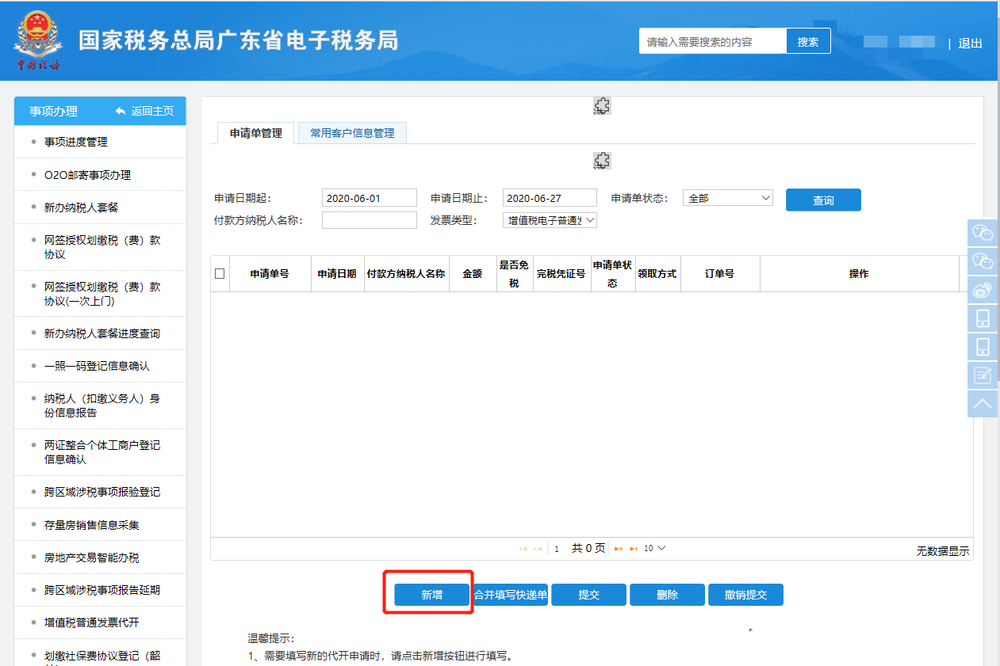 国家税务总局广东省电子税务局
中国税务
请输入需要搜索的内容 搜索 | 退出
事项办理 返回主页
事项进度管理
O2O邮寄事项办理
新办纳税人套餐
网签授权划缴税（费）款
协议
网签授权划缴税（费）款
协议(一次上门)
新办纳税人套餐进度查询
一照一码登记信息确认
纳税人（扣缴义务人）身
份信息报告
两证整合个体工商户登记
信息确认
跨区域涉税事项报验登记
存量房销售信息采集
房地产交易智能办税
跨区域涉税事项报告延期
增值税普通发票代开
划缴社保费协议登记（韶
申请单管理 常用客户信息管理
申请日期起： 2020-06-01 申请日期止： 2020-06-27 申请单状态： 全部 查询
付款方纳税人名称： 发票类型： 增值税电子普通发
申请单号 申请日期 付款方纳税人名称 金额 是否免税 完税凭证号 申请单状态 领取方式 订单号 操作
1 共 0 页 10
无数据显示
新增 合并填写快递单 提交 删除 撤销提交
温馨提示：
1、需要填写新的代开申请时，请点击新增按钮进行填写。